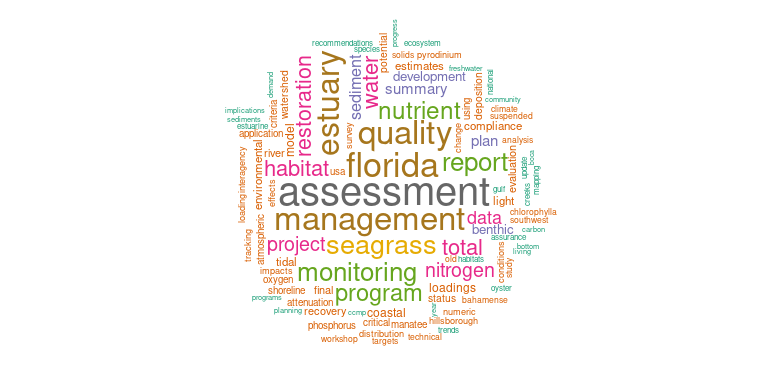 progress
recommendations
ecosystem
species
potential
solids
pyrodinium
estuary
restoration
sediment
water
estimates
freshwater
demand
watershed
development
deposition
national
summary
implications
criteria
nutrient
using
community
climate
sediments
suspended
estuarine
model
survey
quality
change
compliance
application
plan
analysis
river
florida
report
evaluation
update
boca
interagency
environmental
habitat
usa
mapping
loading
effects
assessment
gulf
creeks
light
chlorophylla
management
data
southwest
atmospheric
benthic
carbon
tracking
project
seagrass
total
assurance
bottom
living
tidal
old
habitats
conditions
study
impacts
monitoring
nitrogen
oxygen
shoreline
final
program
loadings
oyster
programs
attenuation
status
bahamense
planning
recovery
ccmp
coastal
year
numeric
phosphorus
critical
manatee
hillsborough
distribution
trends
workshop
targets
technical